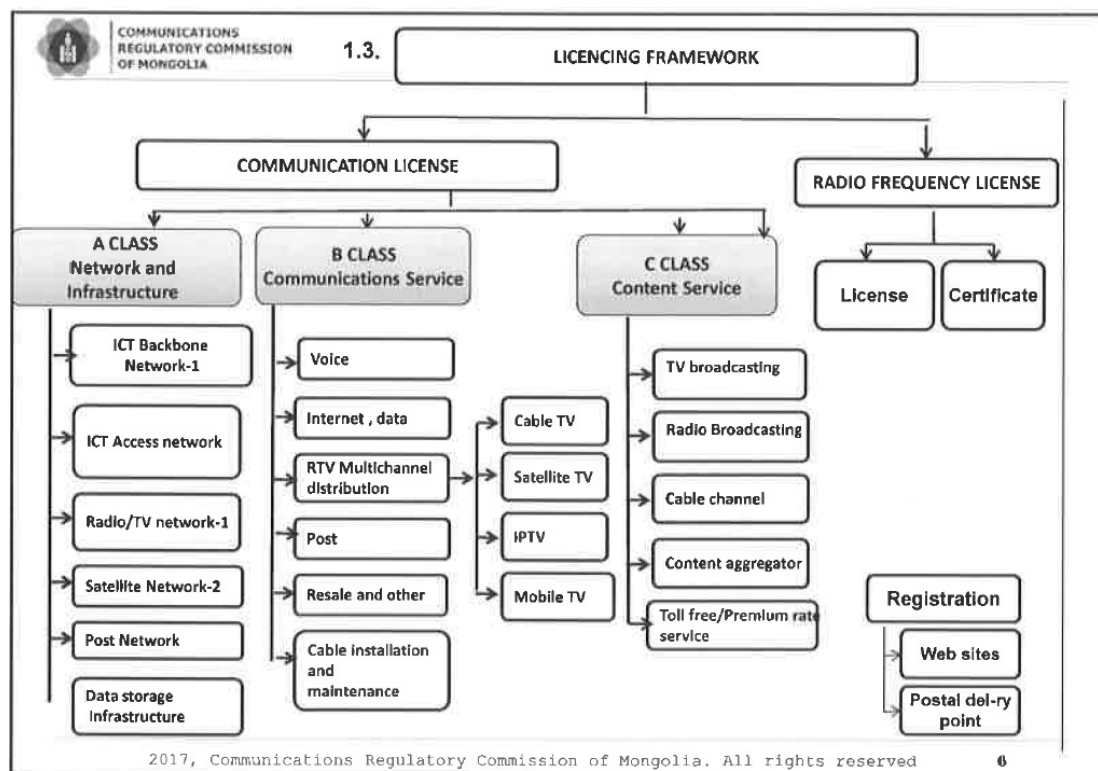 COMMUNICATIONS
REGULATORY COMMISSION
OF MONGOLIA
1.3.
LICENCING FRAMEWORK
COMMUNICATION LICENSE
RADIO FREQUENCY LICENSE
A CLASS
Network and
Infrastructure
B CLASS
Communications Service
C CLASS
Content Service
License
Certificate
ICT Backbone
Network-1
ICT Access network
Radio/TV network-1
Satellite Network-2
Post Network
Data storage
Infrastructure
Voice
Internet , data
RTV Multichannel
distribution
Post
Resale and other
Cable installation
and
maintenance
Cable TV
Satellite TV
IPTV
Mobile TV
TV broadcasting
Radio Broadcasting
Cable channel
Content aggregator
Toll free/Premium rate
service
Registration
Web sites
Postal del-ry
point
2017, Communications Regulatory Commission of Mongolia. All rights reserved
6